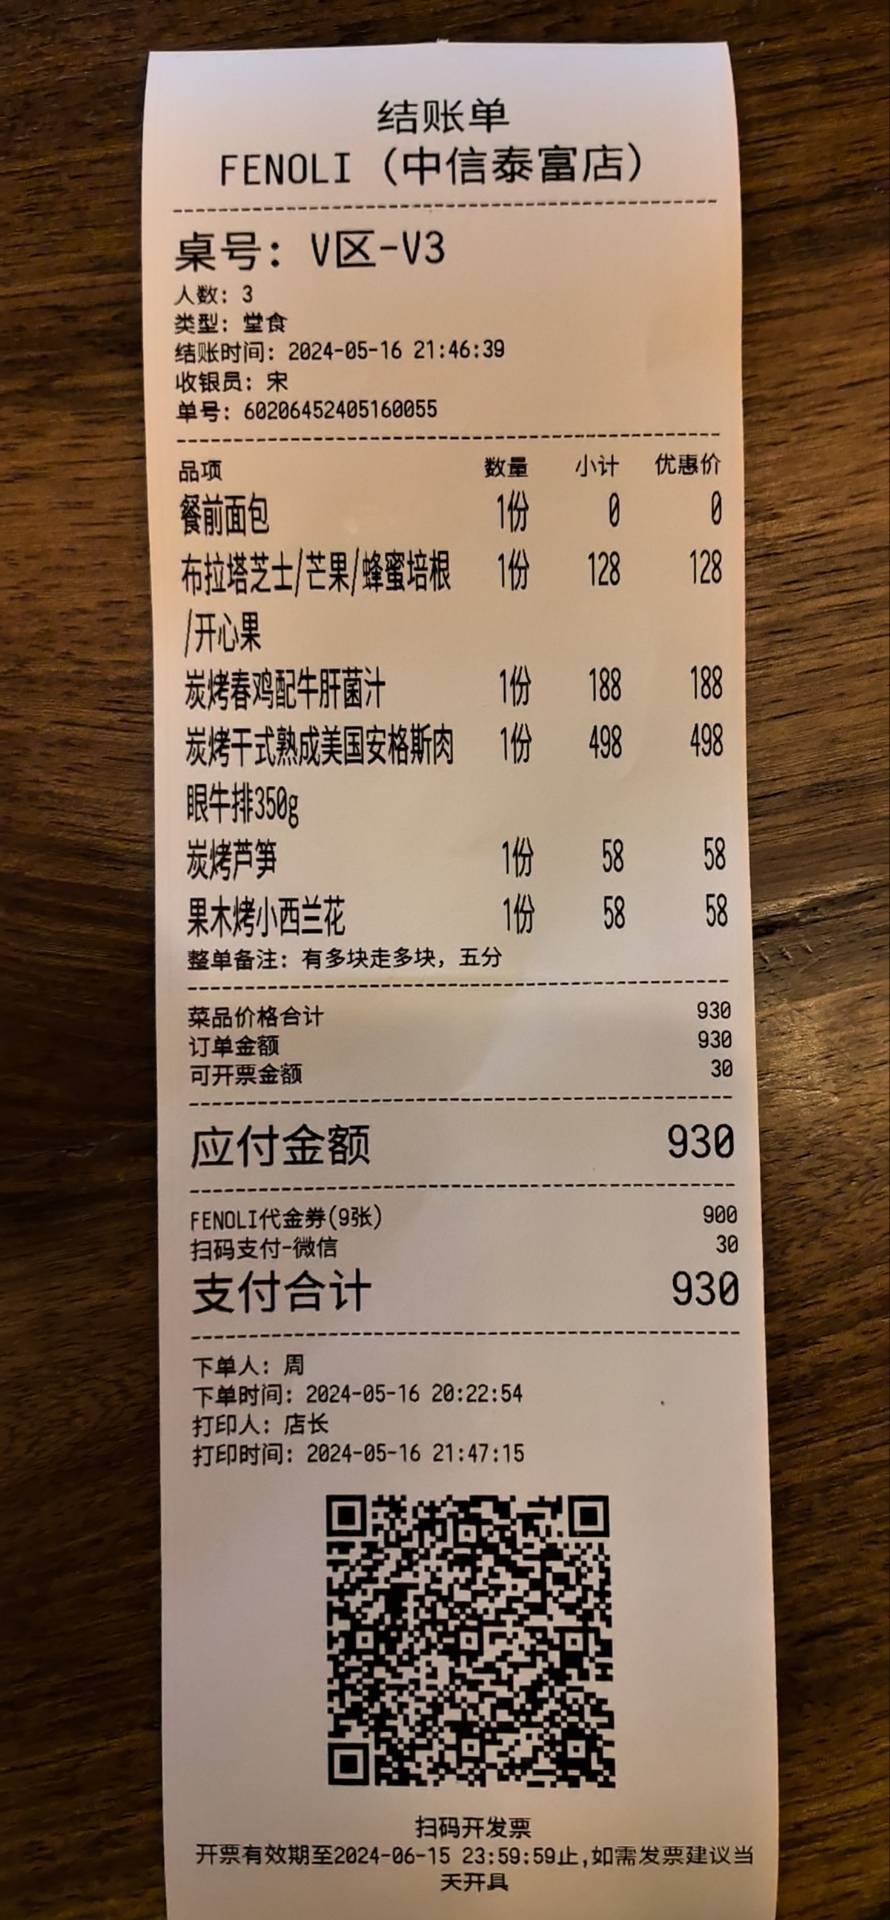 结账单
FENOLI (中信泰富店)
桌号: V区-V3
人数: 3
类型: 堂食
结账时间: 2024-05-16 21:46:39
收银员: 宋
单号: 60206452405160055
品项 数量 小计 优惠价
餐前面包 1份 0 0
布拉塔芝士/芒果/蜂蜜培根 1份 128 128
/开心果
炭烤春鸡配牛肝菌汁 1份 188 188
炭烤干式熟成美国安格斯肉 1份 498 498
眼牛排350g
炭烤芦笋 1份 58 58
果木烤小西兰花 1份 58 58
整单备注: 有多块走多块, 五分
菜品价格合计 930
订单金额 930
可开票金额 30
应付金额 930
FENOLI代金券(9张) 900
扫码支付-微信 30
支付合计 930
下单人: 周
下单时间: 2024-05-16 20:22:54
打印人: 店长
打印时间: 2024-05-16 21:47:15
扫码开发票
开票有效期至2024-06-15 23:59:59止,如需发票建议当
天开具